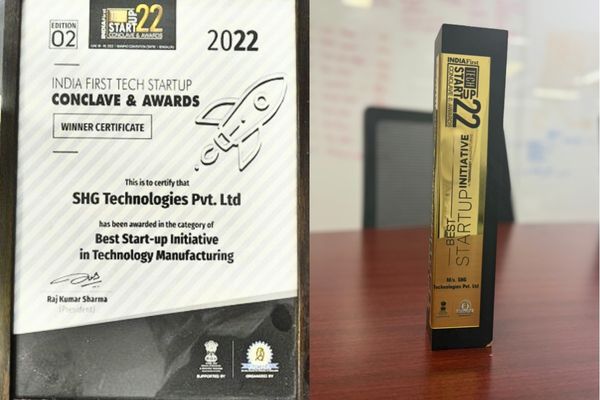 EDITION
02
INDIAFirst
TECH
START
UP
22
CONCLAVE & AWARDS
2022
INDIA FIRST TECH STARTUP
CONCLAVE & AWARDS
WINNER CERTIFICATE
This is to certify that
SHG Technologies Pvt. Ltd
has been awarded in the category of
Best Start-up Initiative
in Technology Manufacturing
Raj Kumar Sharma
(President)
SUPPORTED BY
ORGANISED BY
INDIAFirst
TECH
START
UP
22
CONCLAVE & AWARDS
BEST
STARTUP INITIATIVE
M/s. SHG
Technologies Pvt. Ltd